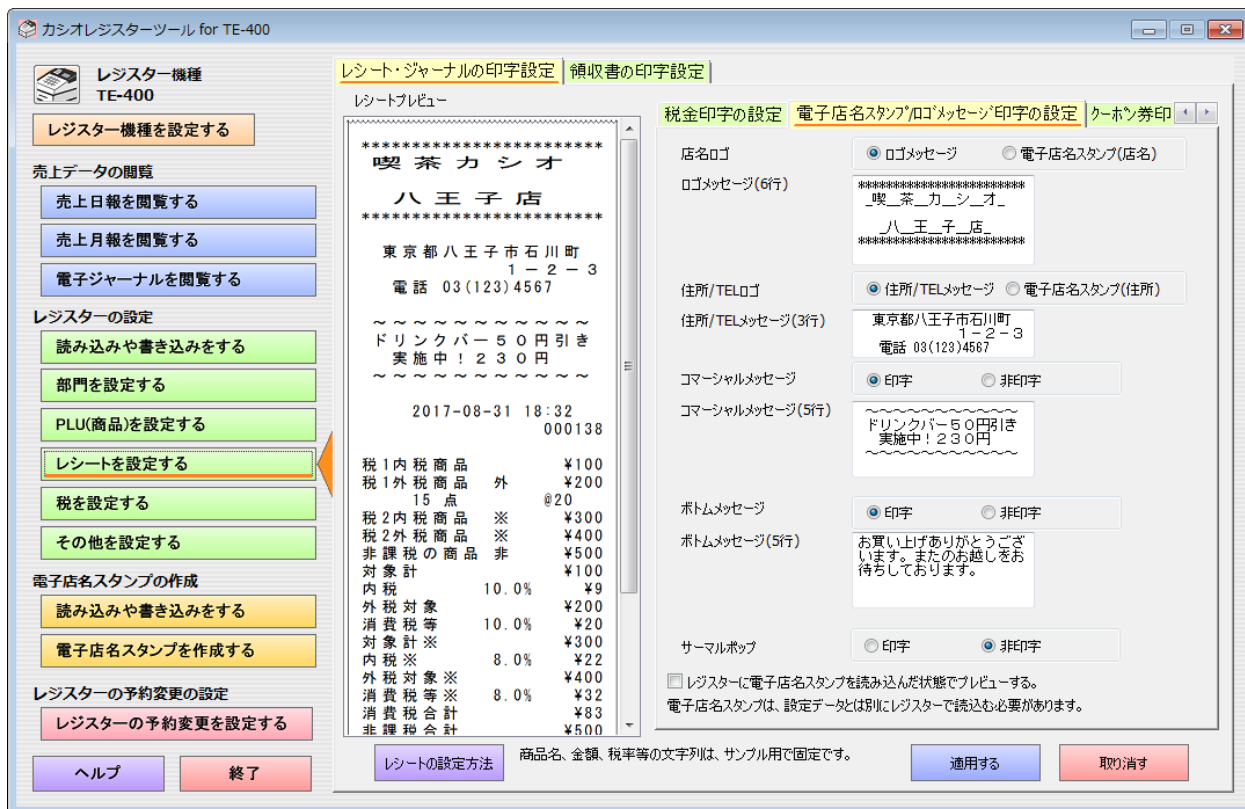 カシオレジスターツール for TE-400
レジスター機種
TE-400
レジスター機種を設定する
売上データの閲覧
売上日報を閲覧する
売上月報を閲覧する
電子ジャーナルを閲覧する
レジスターの設定
読み込みや書き込みをする
部門を設定する
PLU(商品)を設定する
レシートを設定する
税を設定する
その他を設定する
電子店名スタンプの作成
読み込みや書き込みをする
電子店名スタンプを作成する
レジスターの予約変更の設定
レジスターの予約変更を設定する
ヘルプ 終了
レシート・ジャーナルの印字設定 領収書の印字設定
レシートプレビュー
************************
喫茶カシオ
八王子店
************************
東京都八王子市石川町
１－２－３
電話 03(123)4567
～～～～～～～～～～～
ドリンクバー５０円引き
実施中！２３０円
～～～～～～～～～～～
2017-08-31 18:32
000138
税1内税商品 ¥100
税1外税商品 外 ¥200
15 点 @20
税2内税商品 ※ ¥300
税2外税商品 ※ ¥400
非課税の商品 非 ¥500
対象計 ¥100
内税 10.0% ¥9
外税対象 ¥200
消費税等 10.0% ¥20
対象計※ ¥300
内税※ 8.0% ¥22
外税対象※ ¥400
消費税等※ 8.0% ¥32
消費税合計 ¥83
非課税合計 ¥500
税金印字の設定 電子店名スタンプ/ロゴメッセージ印字の設定 クーポン券印
店名ロゴ ロゴメッセージ 電子店名スタンプ(店名)
ロゴメッセージ(6行)
************************
_喫__茶__カ__シ__オ_
_八__王__子__店_
************************
住所/TELロゴ 住所/TELメッセージ 電子店名スタンプ(住所)
住所/TELメッセージ(3行)
東京都八王子市石川町
１－２－３
電話 03(123)4567
コマーシャルメッセージ 印字 非印字
コマーシャルメッセージ(5行)
～～～～～～～～～～～
ドリンクバー５０円引き
実施中！２３０円
～～～～～～～～～～～
ボトムメッセージ 印字 非印字
ボトムメッセージ(5行)
お買い上げありがとうござ
います。またのお越しをお
待ちしております。
サーマルポップ 印字 非印字
レジスターに電子店名スタンプを読み込んだ状態でプレビューする。
電子店名スタンプは、設定データとは別にレジスターで読込む必要があります。
レシートの設定方法 商品名、金額、税率等の文字列は、サンプル用で固定です。 適用する 取り消す